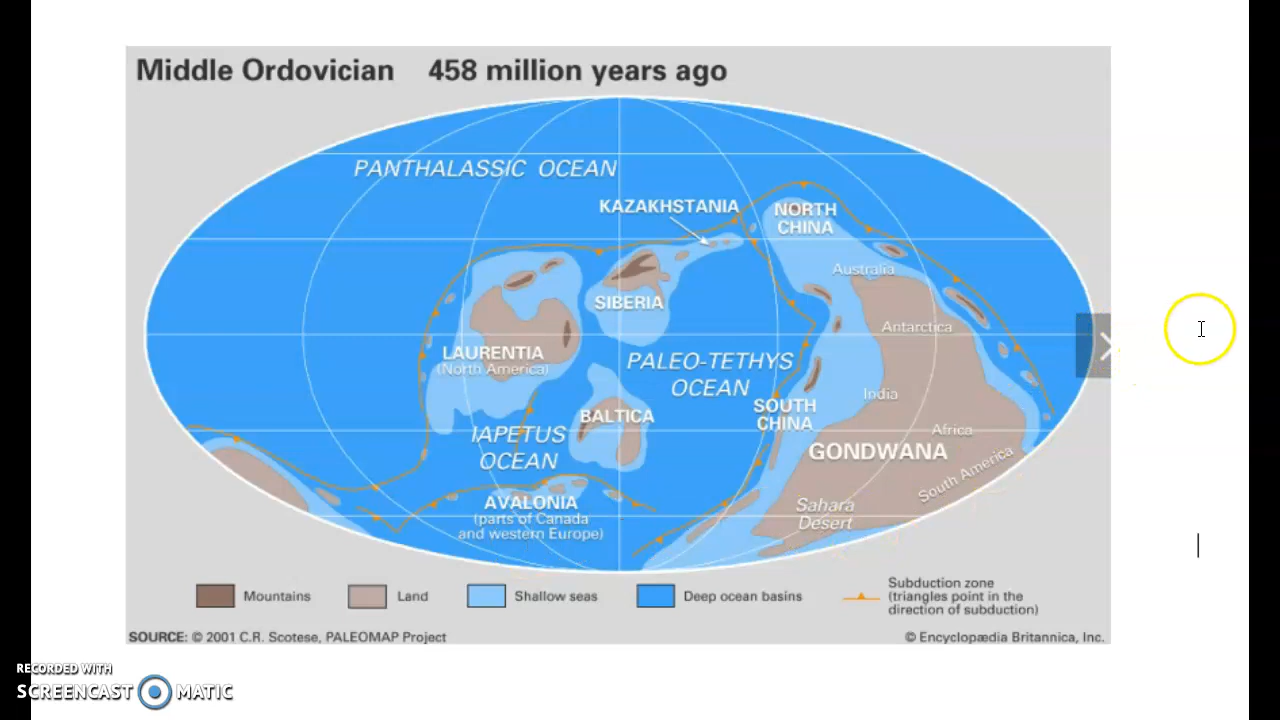 Middle Ordovician 458 million years ago
PANTHALASSIC OCEAN
KAZAKHSTANIA
NORTH
CHINA
Australia
SIBERIA
Antarctica
LAURENTIA
(North America)
PALEO-TETHYS
OCEAN
India
SOUTH
CHINA
BALTICA
Africa
IAPETUS
OCEAN
GONDWANA
South America
AVALONIA
(parts of Canada
and western Europe)
Sahara
Desert
Mountains
Land
Shallow seas
Deep ocean basins
Subduction zone
(triangles point in the
direction of subduction)
SOURCE: © 2001 C.R. Scotese, PALEOMAP Project
© Encyclopædia Britannica, Inc.
RECORDED WITH
SCREENCAST MATIC